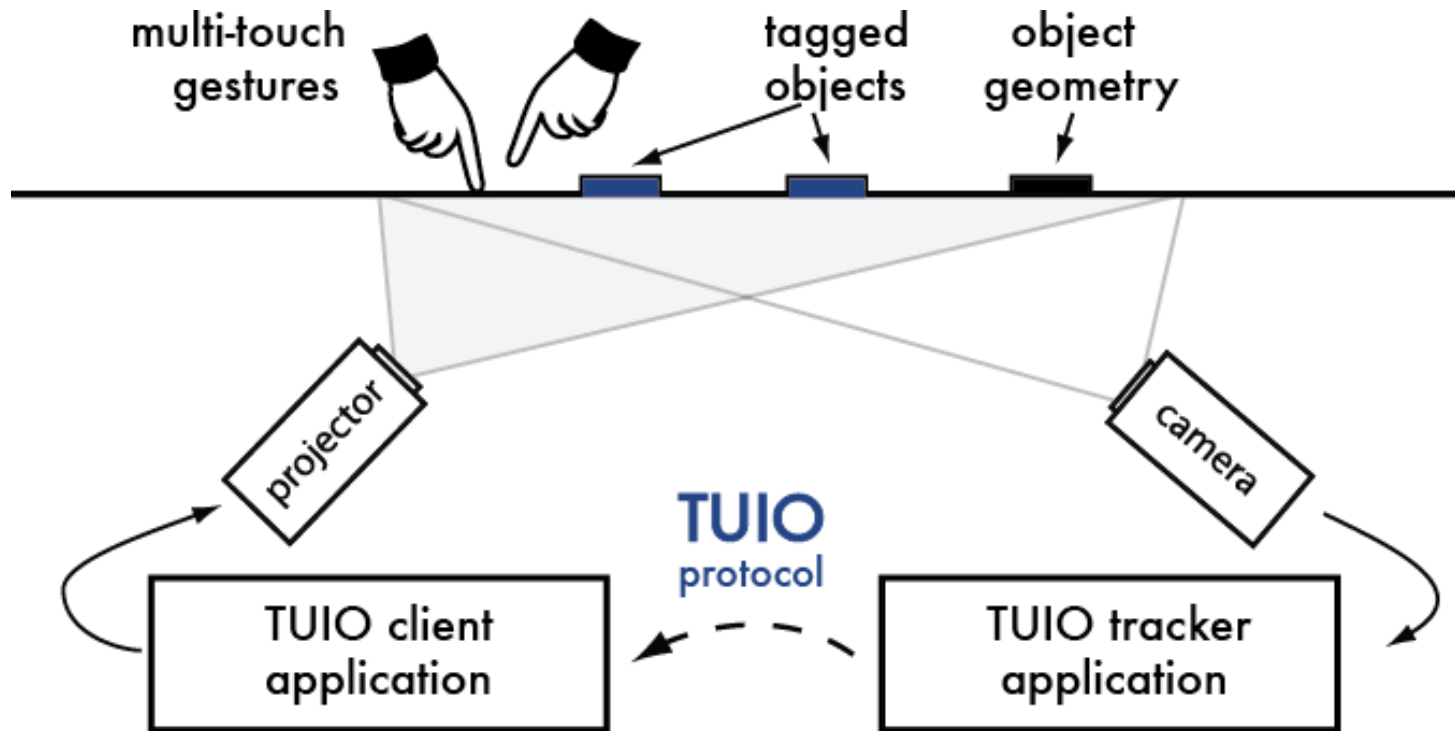 multi-touch
gestures
tagged
objects
object
geometry
projector
camera
TUIO
protocol
TUIO client
application
TUIO tracker
application